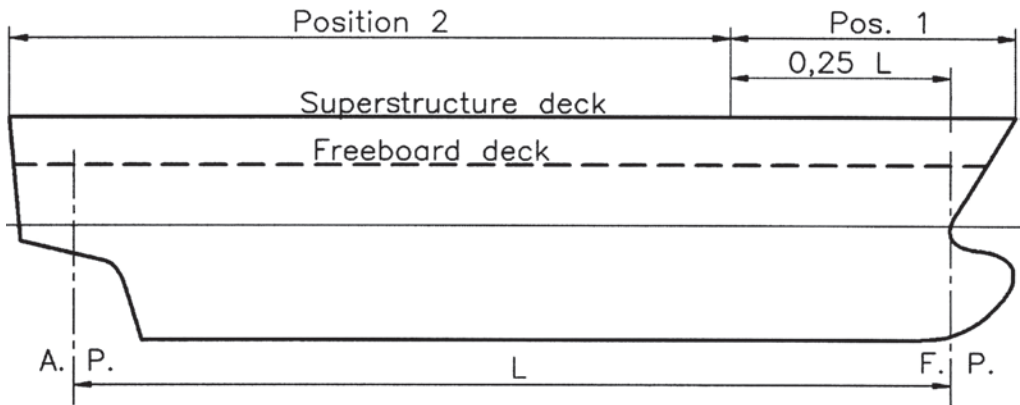 Position 2
Pos. 1
0,25 L
Superstructure deck
Freeboard deck
A. P.
L
F. P.